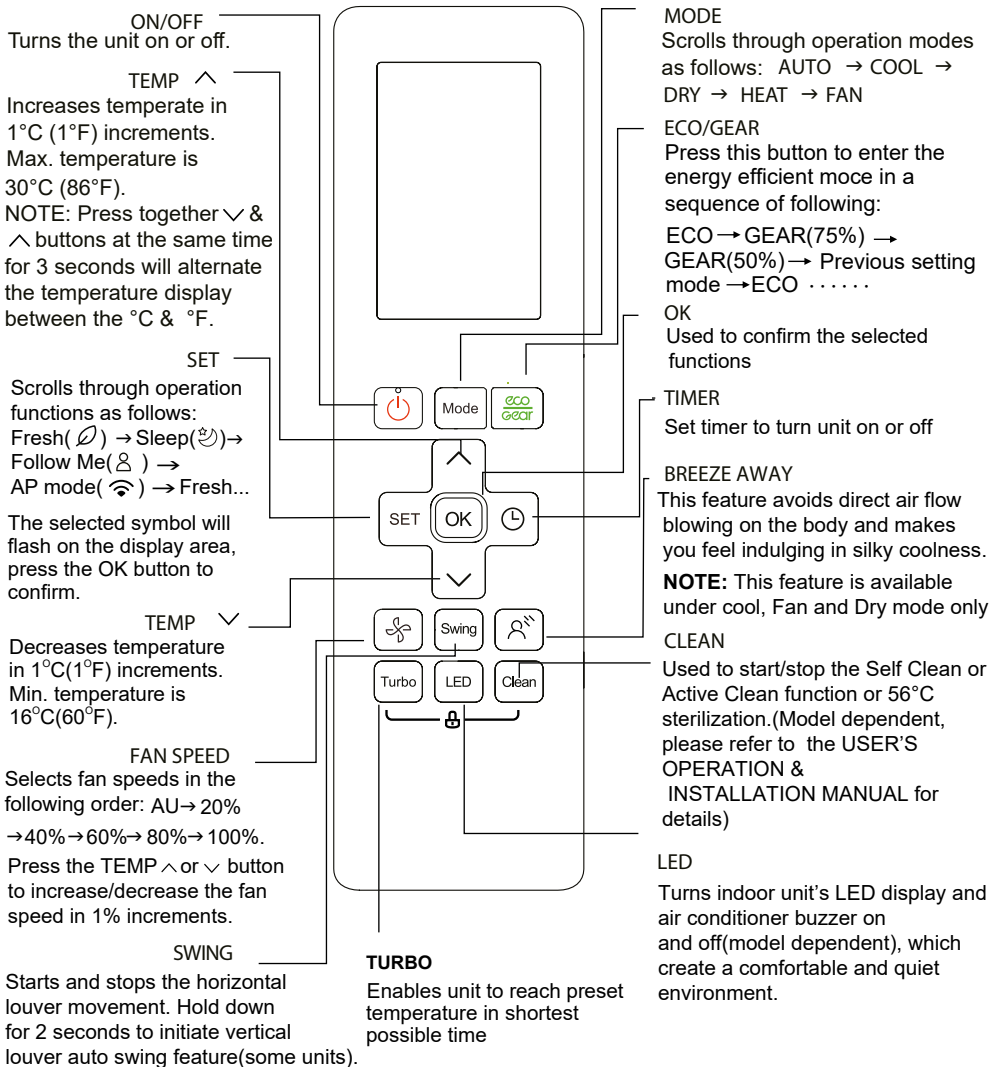 ON/OFF
Turns the unit on or off.
TEMP ∧
Increases temperate in
1°C (1°F) increments.
Max. temperature is
30°C (86°F).
NOTE: Press together ∨ &
∧ buttons at the same time
for 3 seconds will alternate
the temperature display
between the °C & °F.
SET
Scrolls through operation
functions as follows:
Fresh( ) → Sleep( ) →
Follow Me( ) →
AP mode( ) → Fresh...
The selected symbol will
flash on the display area,
press the OK button to
confirm.
TEMP ∨
Decreases temperature
in 1°C(1°F) increments.
Min. temperature is
16°C(60°F).
FAN SPEED
Selects fan speeds in the
following order: AU→ 20%
→40%→60%→ 80%→100%.
Press the TEMP ∧ or ∨ button
to increase/decrease the fan
speed in 1% increments.
SWING
Starts and stops the horizontal
louver movement. Hold down
for 2 seconds to initiate vertical
louver auto swing feature(some units).
Mode
eco
Gear
SET
OK
Swing
Turbo
LED
Clean
TURBO
Enables unit to reach preset
temperature in shortest
possible time
MODE
Scrolls through operation modes
as follows: AUTO → COOL →
DRY → HEAT → FAN
ECO/GEAR
Press this button to enter the
energy efficient moce in a
sequence of following:
ECO → GEAR(75%) →
GEAR(50%) → Previous setting
mode → ECO ······
OK
Used to confirm the selected
functions
TIMER
Set timer to turn unit on or off
BREEZE AWAY
This feature avoids direct air flow
blowing on the body and makes
you feel indulging in silky coolness.
NOTE: This feature is available
under cool, Fan and Dry mode only
CLEAN
Used to start/stop the Self Clean or
Active Clean function or 56°C
sterilization.(Model dependent,
please refer to the USER'S
OPERATION &
INSTALLATION MANUAL for
details)
LED
Turns indoor unit's LED display and
air conditioner buzzer on
and off(model dependent), which
create a comfortable and quiet
environment.